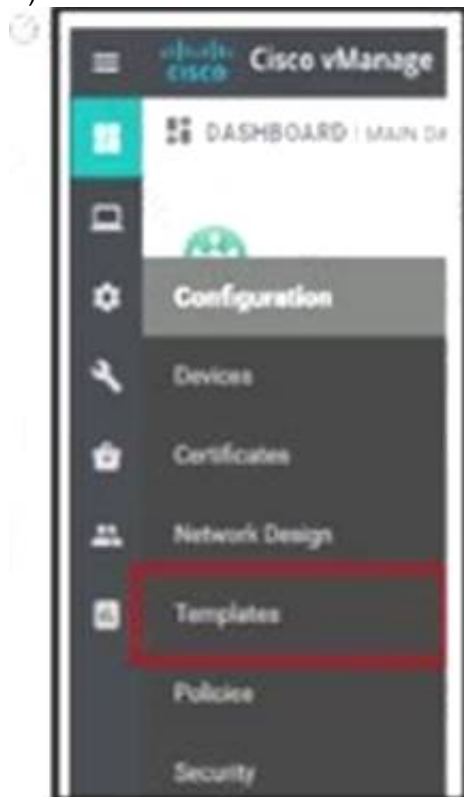 )
cisco Cisco vManage
DASHBOARD | MAIN DA
Configuration
Devices
Certificates
Network Design
Templates
Policies
Security